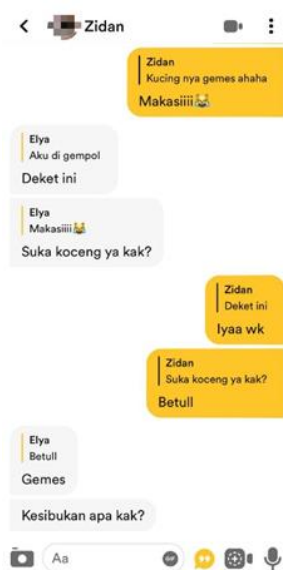 Zidan
Zidan
Kucing nya gemes ahaha
Makasiiii😹
Elya
Aku di gempol
Deket ini
Elya
Makasiiii😹
Suka koceng ya kak?
Zidan
Deket ini
Iyaa wk
Zidan
Suka koceng ya kak?
Betull
Elya
Betull
Gemes
Kesibukan apa kak?
Aa
GIF